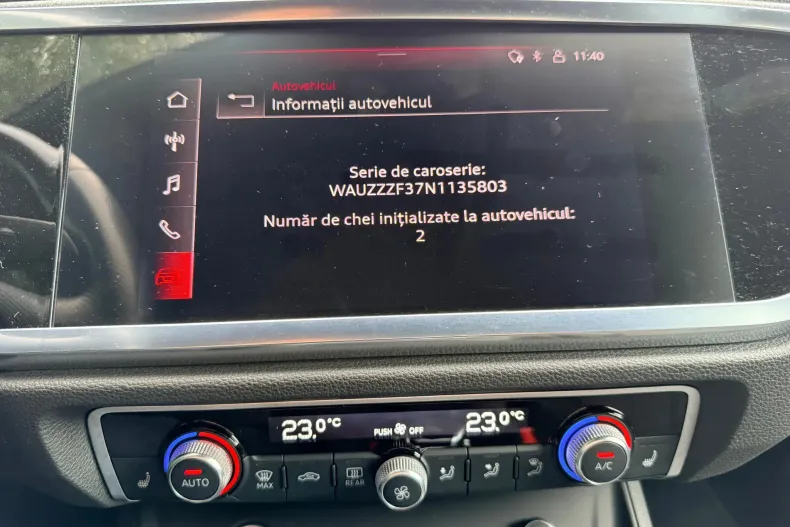 11:40
Autovehicul
Informații autovehicul
Serie de caroserie:
WAUZZZF37N1135803
Număr de chei inițializate la autovehicul:
2
23,0°C
PUSH OFF
23,0°C
AUTO
MAX
REAR
A/C